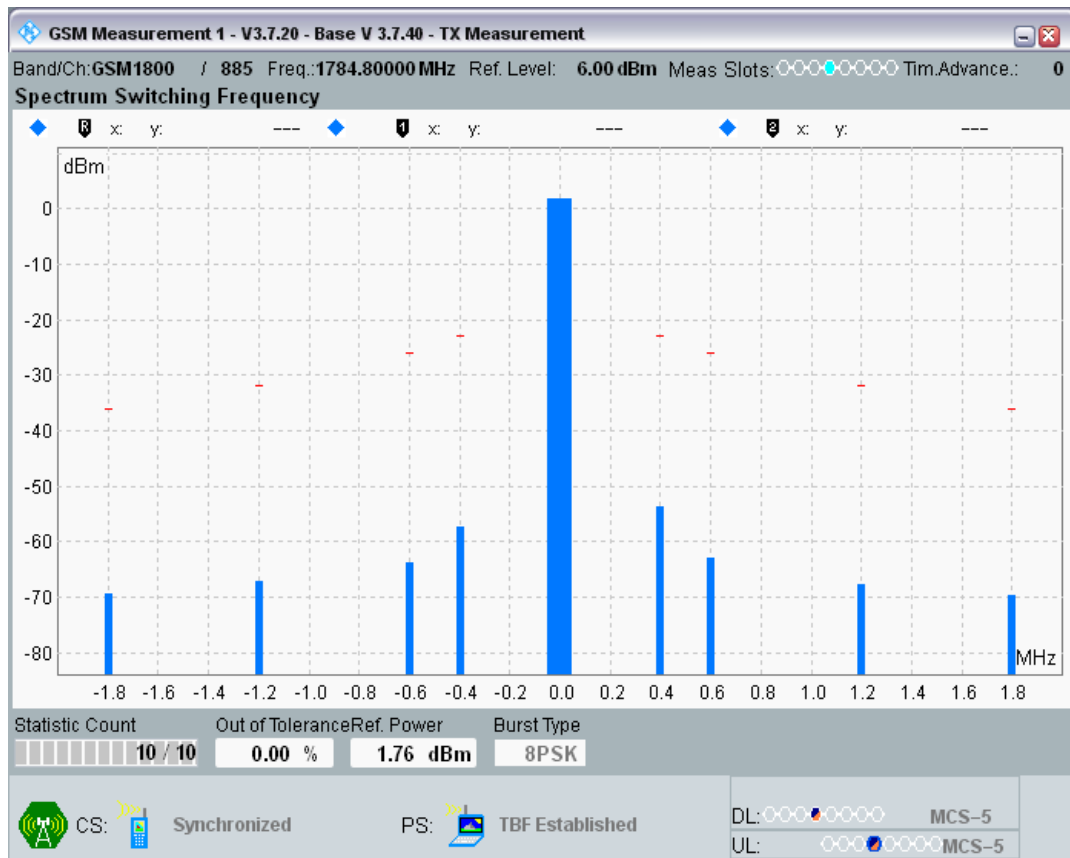 GSM Measurement 1 - V3.7.20 - Base V 3.7.40 - TX Measurement
Band/Ch:GSM1800 / 885 Freq.:1784.80000 MHz Ref. Level: 6.00 dBm Meas Slots: Tim.Advance.: 0
Spectrum Switching Frequency
R x: y: --- 1 x: y: --- 2 x: y: ---
dBm
0
-10
-20
-30
-40
-50
-60
-70
-80
MHz
-1.8 -1.6 -1.4 -1.2 -1.0 -0.8 -0.6 -0.4 -0.2 0.0 0.2 0.4 0.6 0.8 1.0 1.2 1.4 1.6 1.8
Statistic Count Out of Tolerance Ref. Power Burst Type
10 / 10 0.00 % 1.76 dBm 8PSK
CS: Synchronized PS: TBF Established
DL: MCS-5
UL: MCS-5